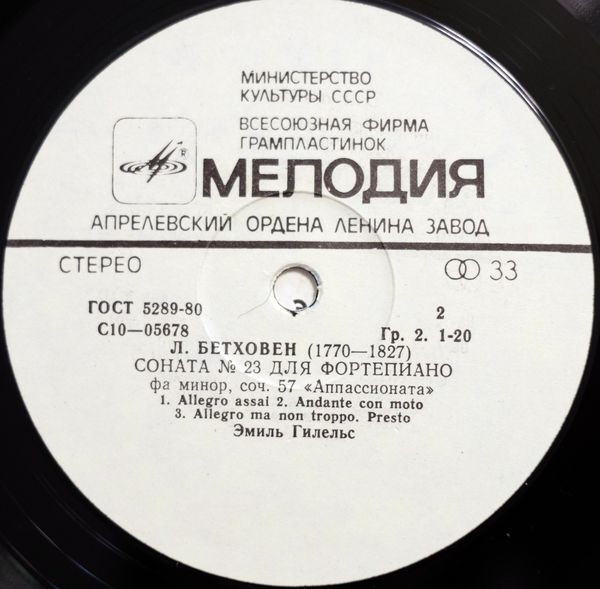 МИНИСТЕРСТВО
КУЛЬТУРЫ СССР
ВСЕСОЮЗНАЯ ФИРМА
ГРАМПЛАСТИНОК
®
МЕЛОДИЯ
АПРЕЛЕВСКИЙ ОРДЕНА ЛЕНИНА ЗАВОД
СТЕРЕО 33
ГОСТ 5289-80 2
С10—05678 Гр. 2. 1-20
Л. БЕТХОВЕН (1770—1827)
СОНАТА № 23 ДЛЯ ФОРТЕПИАНО
фа минор, соч. 57 «Аппассионата»
1. Allegro assai 2. Andante con moto
3. Allegro ma non troppo. Presto
Эмиль Гилельс